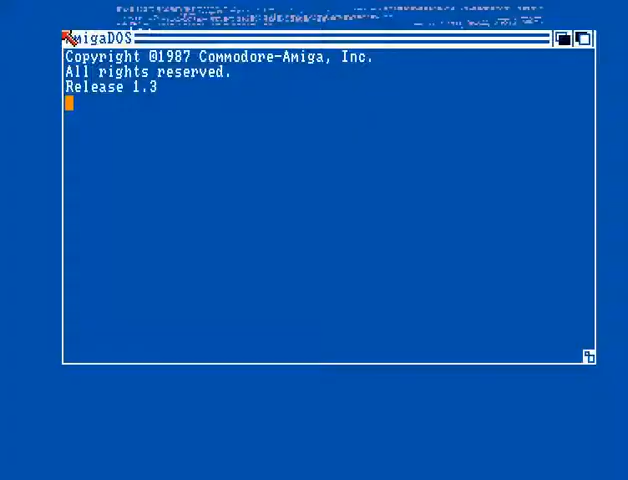 AmigaDOS
Copyright ©1987 Commodore-Amiga, Inc.
All rights reserved.
Release 1.3